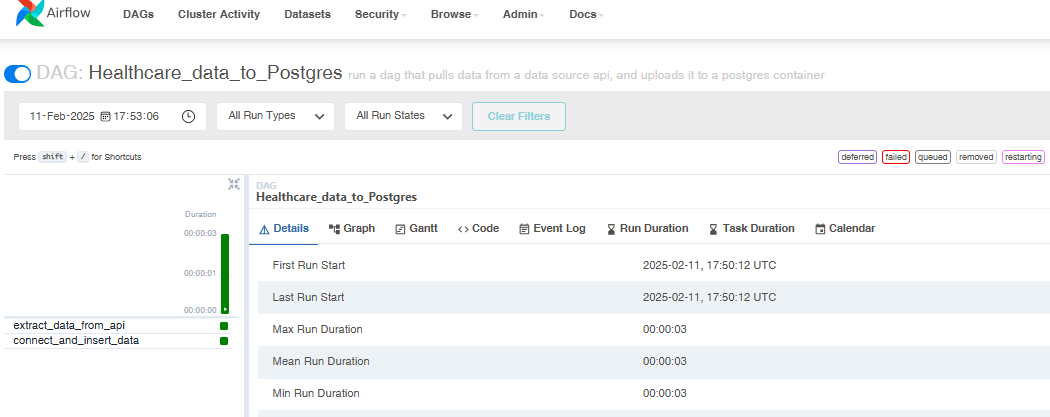 Airflow DAGs Cluster Activity Datasets Security Browse Admin Docs
DAG: Healthcare_data_to_Postgres run a dag that pulls data from a data source api, and uploads it to a postgres container
11-Feb-2025 17:53:06 All Run Types All Run States Clear Filters
Press shift + / for Shortcuts deferred failed queued removed restarting
DAG
Healthcare_data_to_Postgres
Duration
Details Graph Gantt <> Code Event Log Run Duration Task Duration Calendar
00:00:03
00:00:01
00:00:00
extract_data_from_api
connect_and_insert_data
First Run Start 2025-02-11, 17:50:12 UTC
Last Run Start 2025-02-11, 17:50:12 UTC
Max Run Duration 00:00:03
Mean Run Duration 00:00:03
Min Run Duration 00:00:03